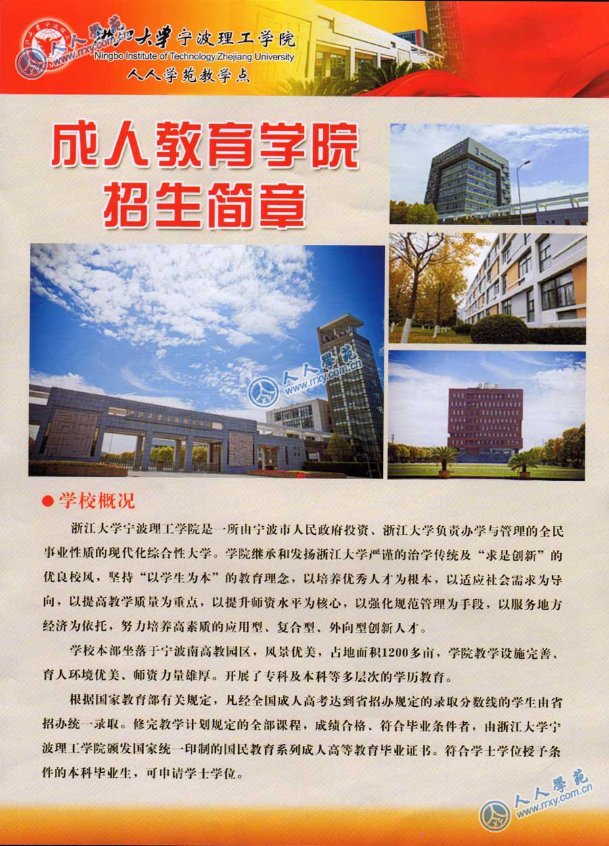 浙江大学宁波理工学院
Ningbo Institute of Technology,Zhejiang University
人人学苑教学点
人人学苑
www.rrxy.com.cn
成人教育学院
招生简章
人人学苑
www.rrxy.com.cn
学校概况
浙江大学宁波理工学院是一所由宁波市人民政府投资、浙江大学负责办学与管理的全民
事业性质的现代化综合性大学。学院继承和发扬浙江大学严谨的治学传统及“求是创新”的
优良校风，坚持“以学生为本”的教育理念，以培养优秀人才为根本，以适应社会需求为导
向，以提高教学质量为重点，以提升师资水平为核心，以强化规范管理为手段，以服务地方
经济为依托，努力培养高素质的应用型、复合型、外向型创新人才。
学校本部坐落于宁波南高教园区，风景优美，占地面积1200多亩，学院教学设施完善、
育人环境优美、师资力量雄厚。开展了专科及本科等多层次的学历教育。
根据国家教育部有关规定，凡经全国成人高考达到省招办规定的录取分数线的学生由省
招办统一录取。修完教学计划规定的全部课程，成绩合格、符合毕业条件者，由浙江大学宁
波理工学院颁发国家统一印制的国民教育系列成人高等教育毕业证书。符合学士学位授予条
件的本科毕业生，可申请学士学位。
人人学苑
www.rrxy.com.cn